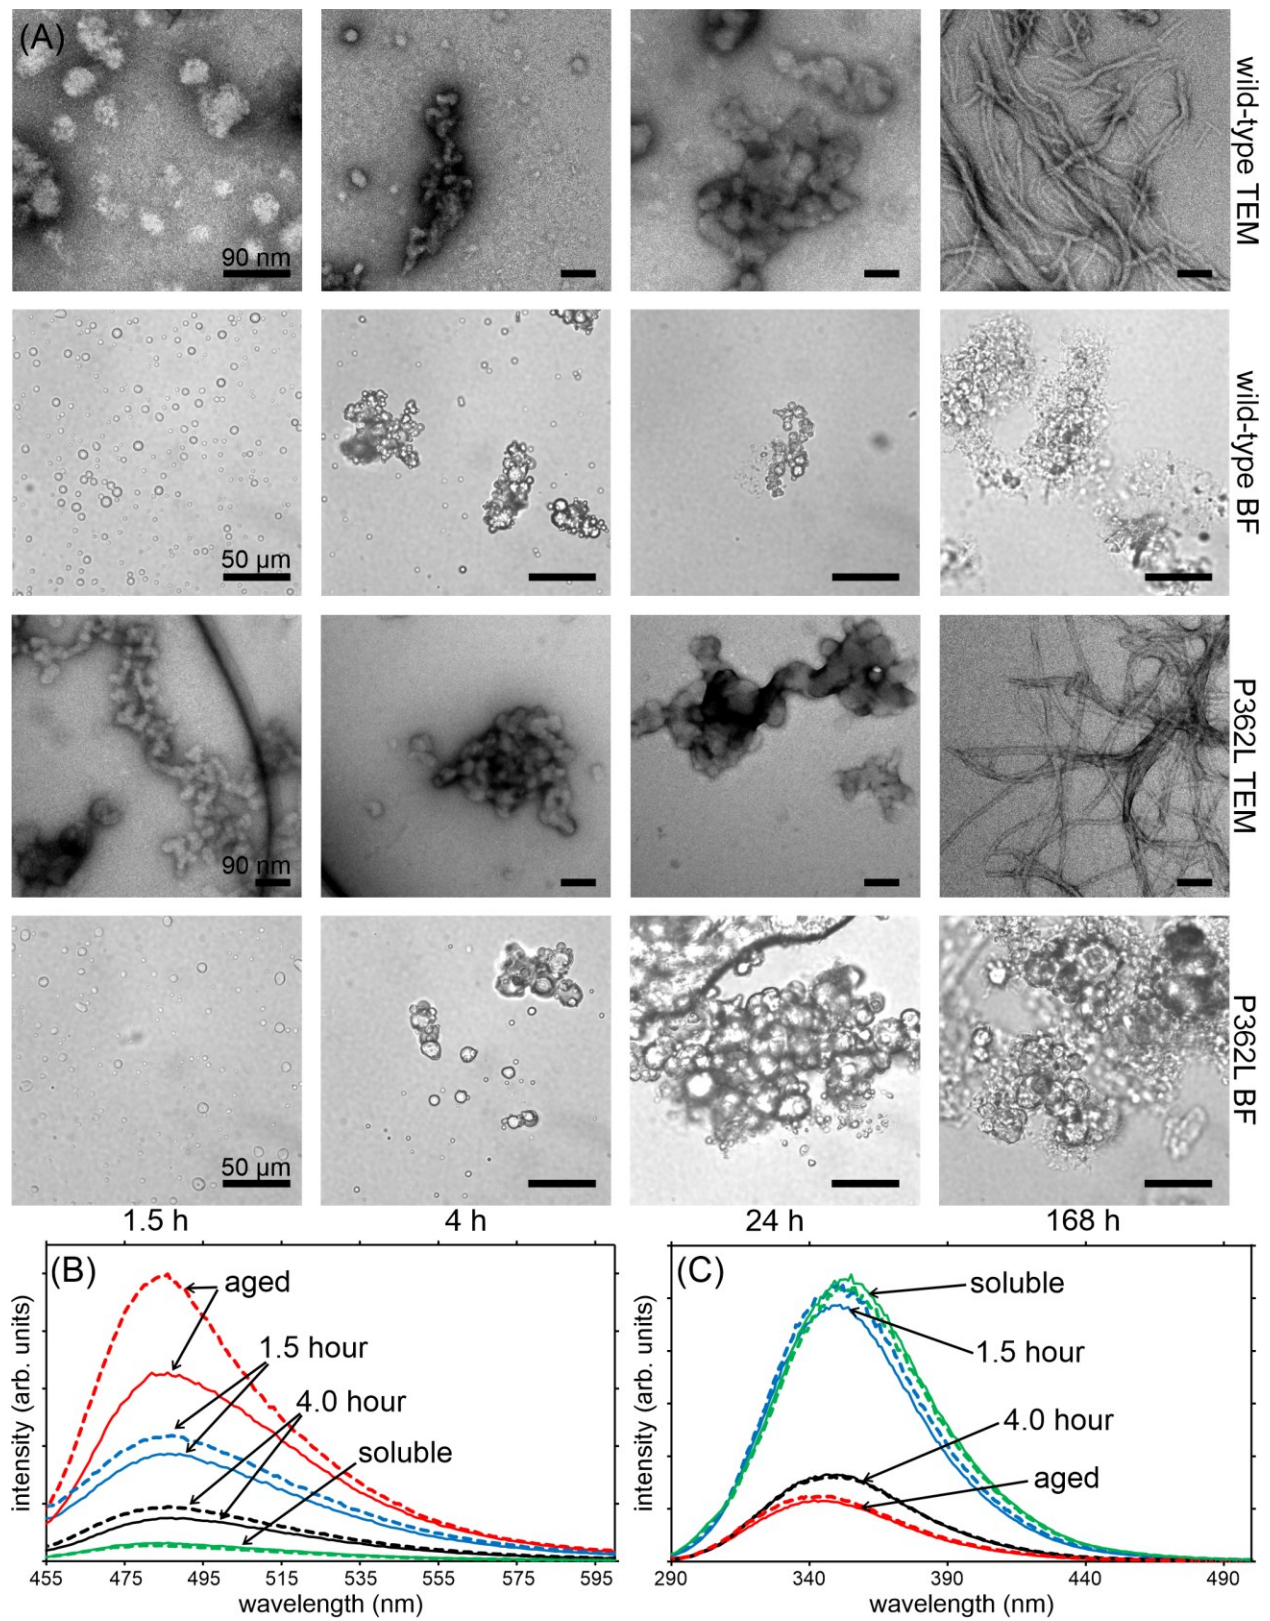 (A)
90 nm
wild-type TEM
50 µm
wild-type BF
90 nm
P362L TEM
50 µm
P362L BF
1.5 h
4 h
24 h
168 h
(B)
aged
1.5 hour
4.0 hour
soluble
intensity (arb. units)
455
475
495
515
535
555
575
595
wavelength (nm)
(C)
soluble
1.5 hour
4.0 hour
aged
intensity (arb. units)
290
340
390
440
490
wavelength (nm)